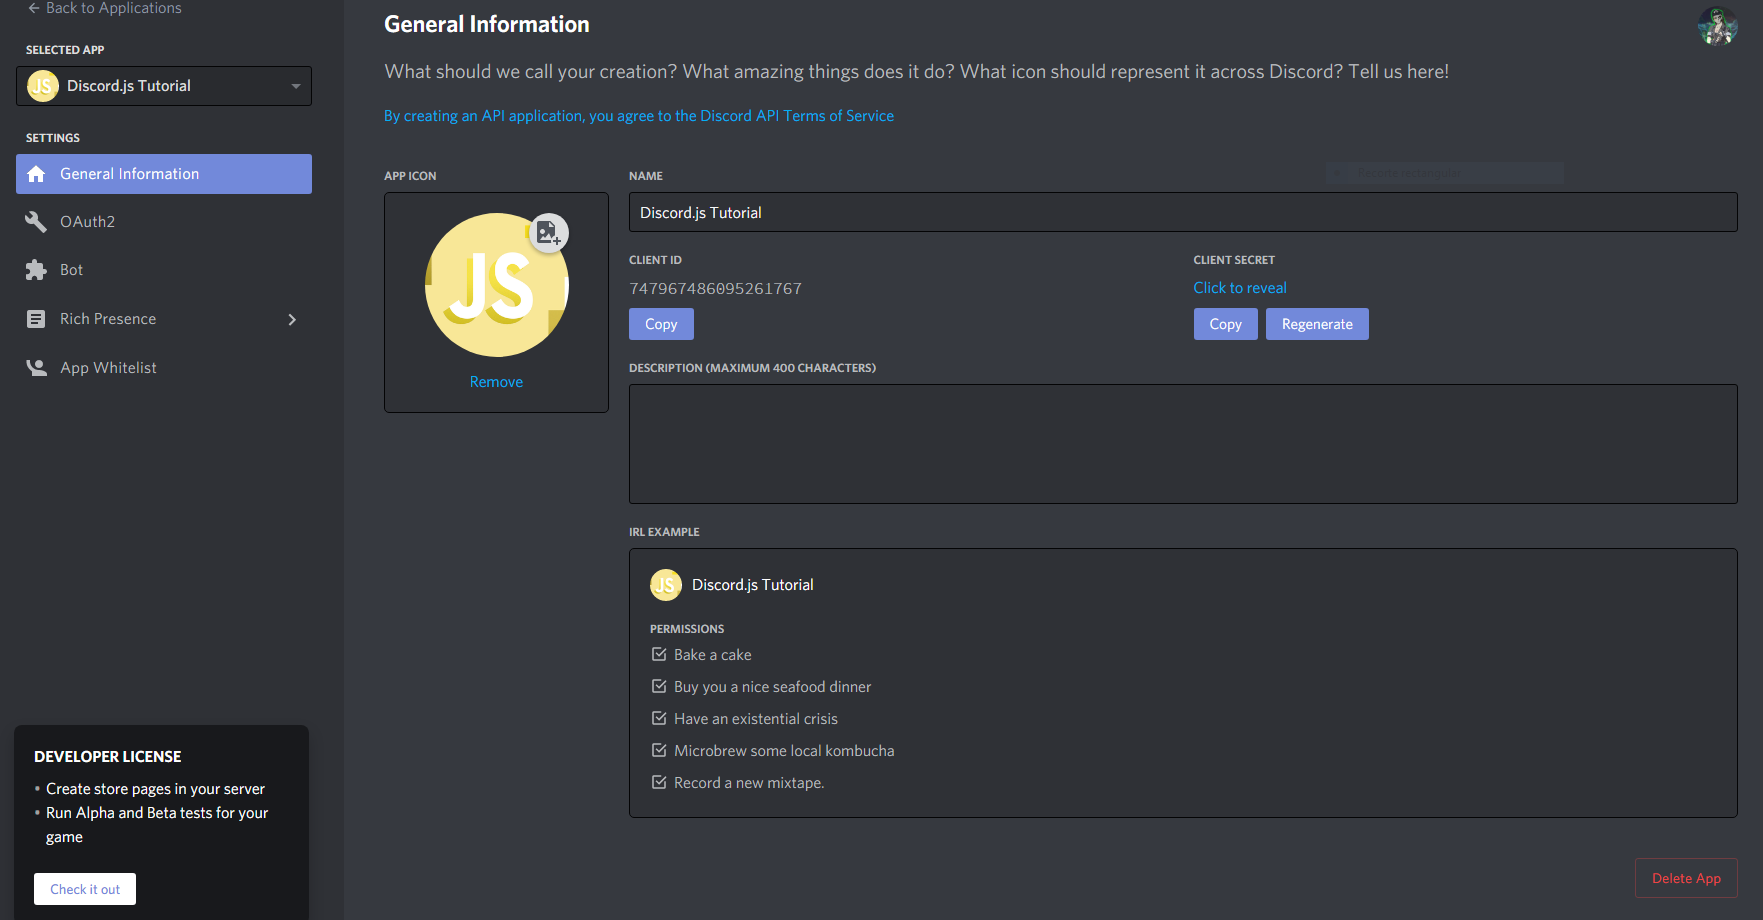 Back to Applications
SELECTED APP
JS Discord.js Tutorial
SETTINGS
General Information
OAuth2
Bot
Rich Presence
App Whitelist
DEVELOPER LICENSE
• Create store pages in your server
• Run Alpha and Beta tests for your
game
Check it out
General Information
What should we call your creation? What amazing things does it do? What icon should represent it across Discord? Tell us here!
By creating an API application, you agree to the Discord API Terms of Service
APP ICON
JS
Remove
NAME
Discord.js Tutorial
CLIENT ID
747967486095261767
Copy
CLIENT SECRET
Click to reveal
Copy Regenerate
DESCRIPTION (MAXIMUM 400 CHARACTERS)
IRL EXAMPLE
JS Discord.js Tutorial
PERMISSIONS
Bake a cake
Buy you a nice seafood dinner
Have an existential crisis
Microbrew some local kombucha
Record a new mixtape.
Delete App